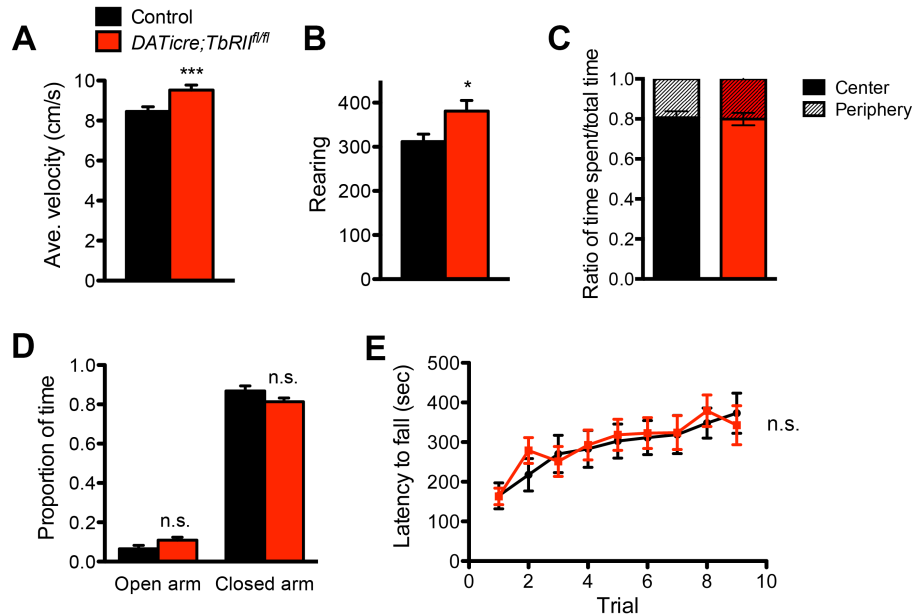 Control
DATicre;TbRII^fl/fl
A
Ave. velocity (cm/s)
10
8
6
4
2
0
***
B
Rearing
400
300
200
100
0
*
C
Ratio of time spent/total time
1.0
0.8
0.6
0.4
0.2
0.0
Center
Periphery
D
Proportion of time
1.0
0.8
0.6
0.4
0.2
0.0
n.s.
n.s.
Open arm
Closed arm
E
Latency to fall (sec)
500
400
300
200
100
0
n.s.
0
2
4
6
8
10
Trial